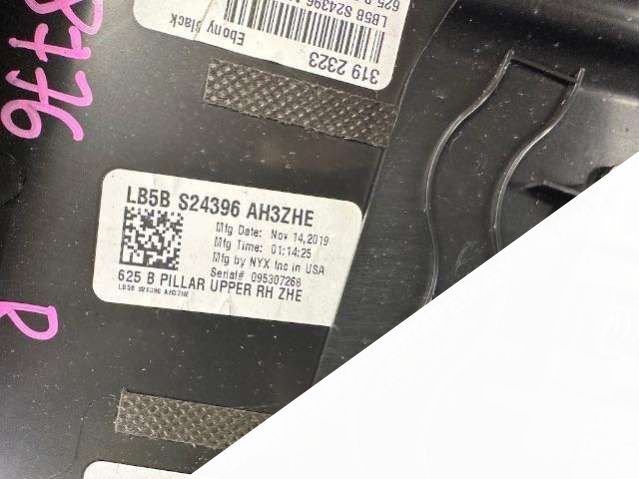 625 B P
LB5B S24396 A
Ebony Black
319 2323
8776
R
LB5B S24396 AH3ZHE
Mfg Date: Nov 14,2019
Mfg Time: 01:14:25
Mfg by NYX Inc in USA
Serial# 095307268
625 B PILLAR UPPER RH ZHE
LB5B S24396 AH3ZHE